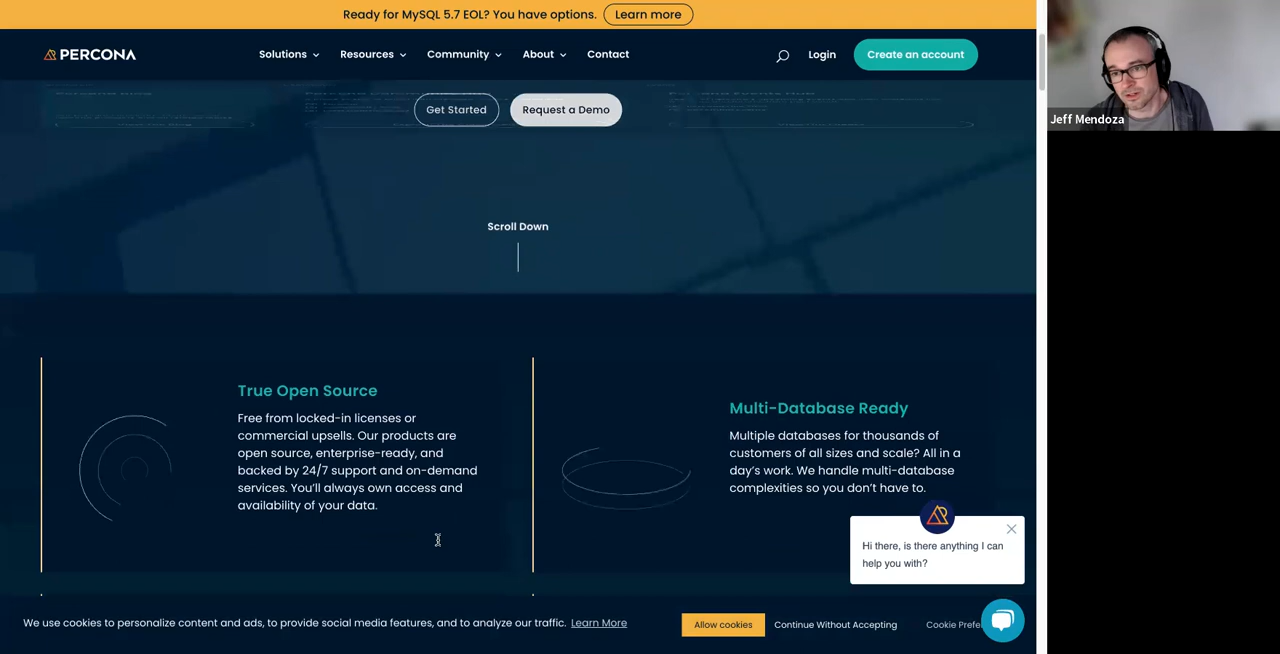 Ready for MySQL 5.7 EOL? You have options. Learn more
PERCONA
Solutions
Resources
Community
About
Contact
Login
Create an account
Get Started
Request a Demo
Scroll Down
True Open Source
Free from locked-in licenses or
commercial upsells. Our products are
open source, enterprise-ready, and
backed by 24/7 support and on-demand
services. You'll always own access and
availability of your data.
Multi-Database Ready
Multiple databases for thousands of
customers of all sizes and scale? All in a
day's work. We handle multi-database
complexities so you don't have to.
Hi there, is there anything I can
help you with?
We use cookies to personalize content and ads, to provide social media features, and to analyze our traffic. Learn More
Allow cookies
Continue Without Accepting
Cookie
Jeff Mendoza